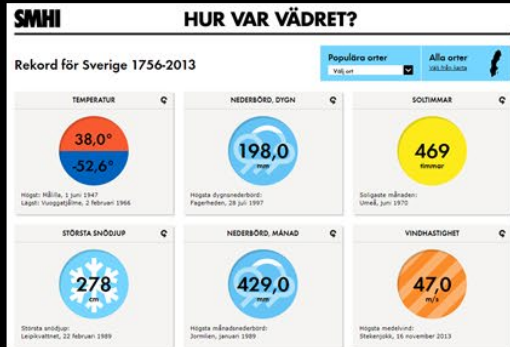 SMHI
HUR VAR VÄDRET?
Rekord för Sverige 1756-2013
Populära orter
Välj ort
Alla orter
Välj från karta
TEMPERATUR
38,0°
-52,6°
Högst: Målilla, 1 juni 1947
Lägst: Vuoggatjålme, 2 februari 1966
NEDERBÖRD, DYGN
198,0
mm
Högsta dygnsnederbörd:
Fagerheden, 28 juli 1997
SOLTIMMAR
469
timmar
Soligaste månaden:
Umeå, juni 1970
STÖRSTA SNÖDJUP
278
cm
Största snödjup:
Leipikvattnet, 22 februari 1989
NEDERBÖRD, MÅNAD
429,0
mm
Högsta månadsnederbörd:
Jormlien, januari 1989
VINDHASTIGHET
47,0
m/s
Högsta medelvind:
Stekenjokk, 16 november 2013